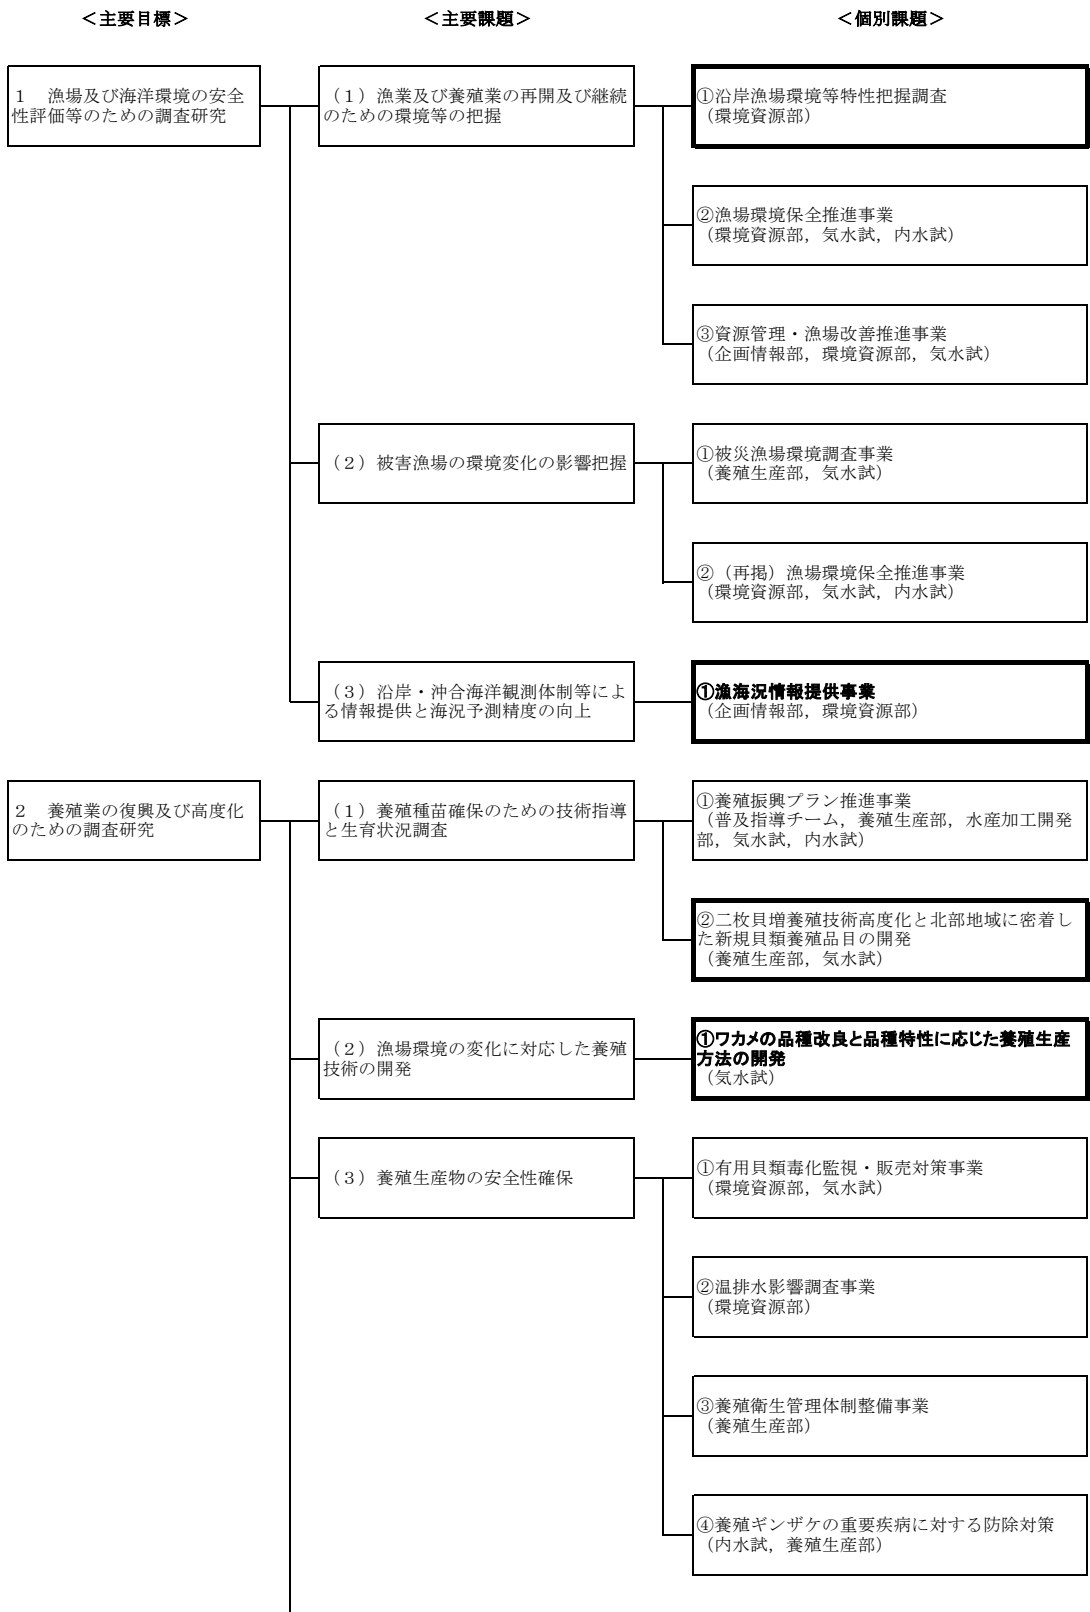 ＜主要目標＞
＜主要課題＞
＜個別課題＞
１　漁場及び海洋環境の安全
性評価等のための調査研究
（１）漁業及び養殖業の再開及び継続
のための環境等の把握
①沿岸漁場環境等特性把握調査
（環境資源部）
②漁場環境保全推進事業
（環境資源部，気水試，内水試）
③資源管理・漁場改善推進事業
（企画情報部，環境資源部，気水試）
（２）被害漁場の環境変化の影響把握
①被災漁場環境調査事業
（養殖生産部，気水試）
②（再掲）漁場環境保全推進事業
（環境資源部，気水試，内水試）
（３）沿岸・沖合海洋観測体制等によ
る情報提供と海況予測精度の向上
①漁海況情報提供事業
（企画情報部，環境資源部）
２　養殖業の復興及び高度化
のための調査研究
（１）養殖種苗確保のための技術指導
と生育状況調査
①養殖振興プラン推進事業
（普及指導チーム，養殖生産部，水産加工開発
部，気水試，内水試）
②二枚貝増養殖技術高度化と北部地域に密着し
た新規貝類養殖品目の開発
（養殖生産部，気水試）
（２）漁場環境の変化に対応した養殖
技術の開発
①ワカメの品種改良と品種特性に応じた養殖生産
方法の開発
（気水試）
（３）養殖生産物の安全性確保
①有用貝類毒化監視・販売対策事業
（環境資源部，気水試）
②温排水影響調査事業
（環境資源部）
③養殖衛生管理体制整備事業
（養殖生産部）
④養殖ギンザケの重要疾病に対する防除対策
（内水試，養殖生産部）